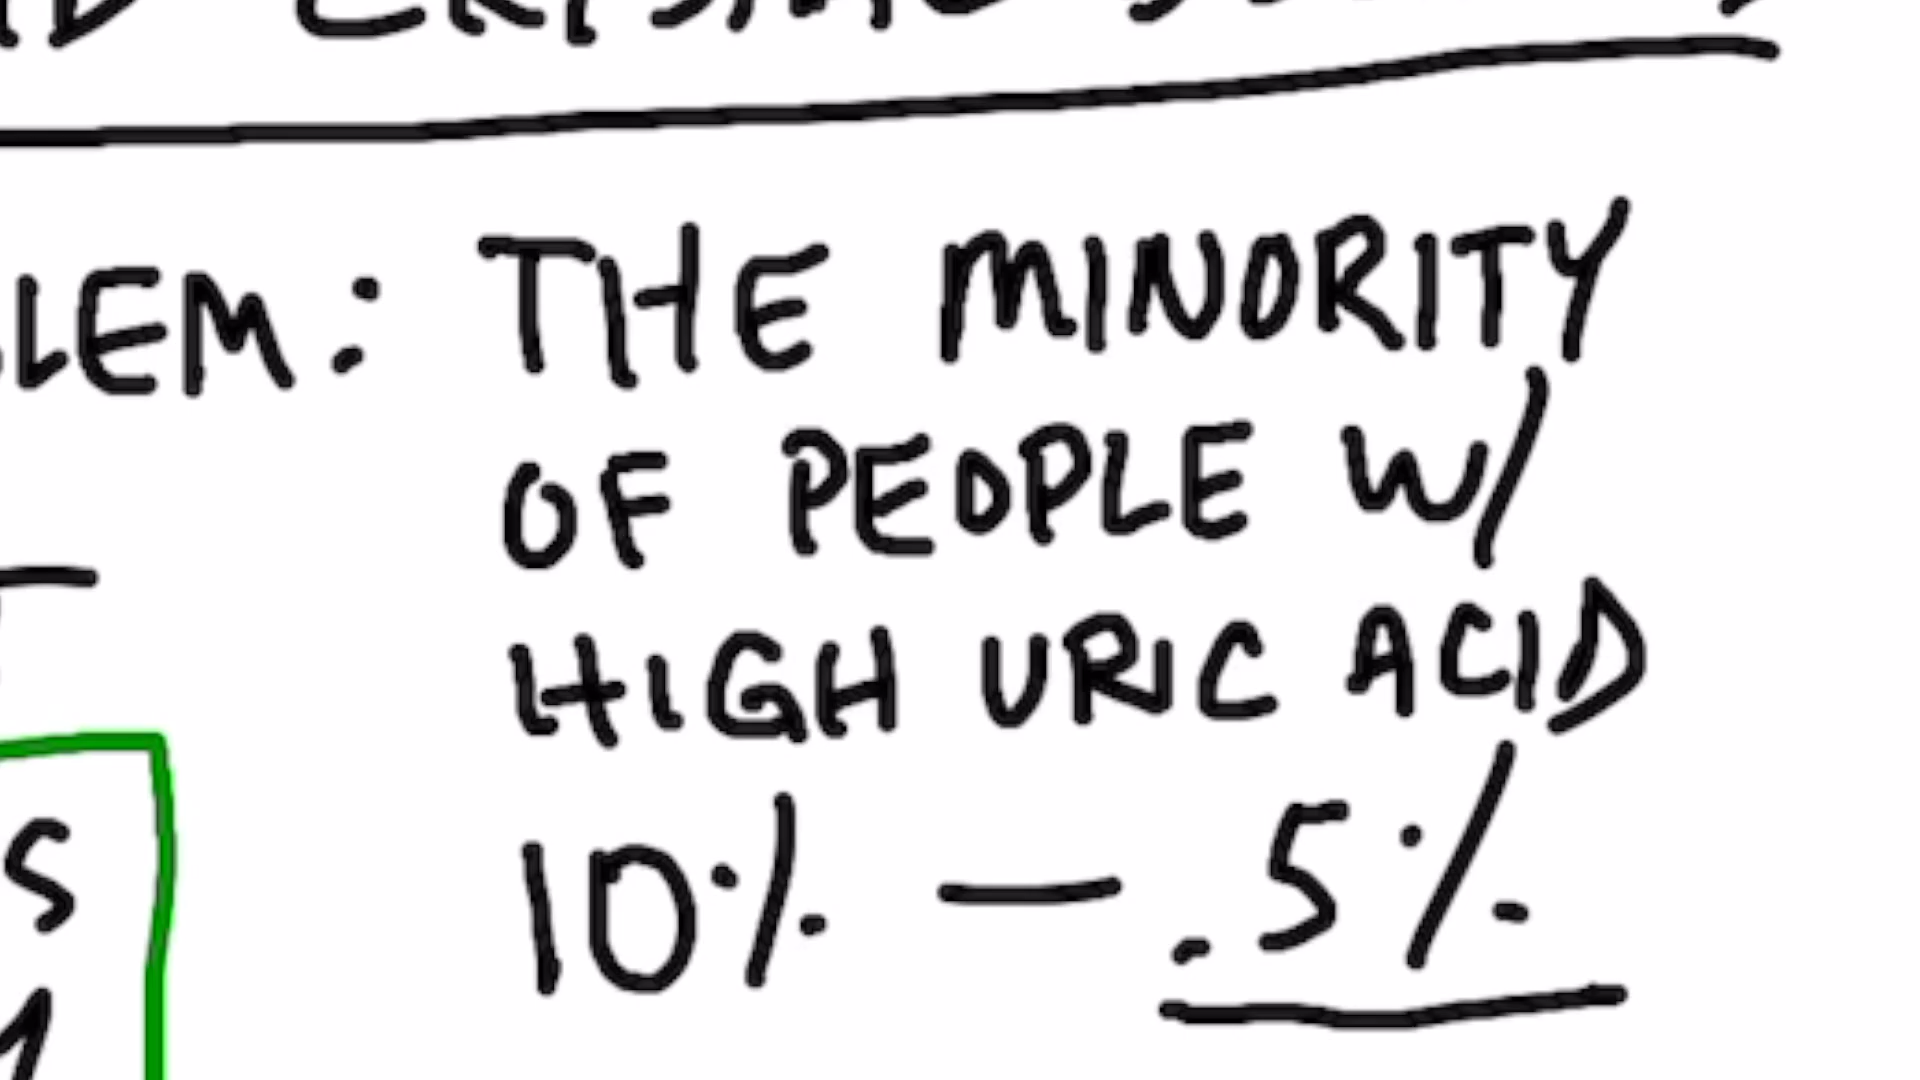 LEM: THE MINORITY
OF PEOPLE W/
HIGH URIC ACID
S
10% — .5%